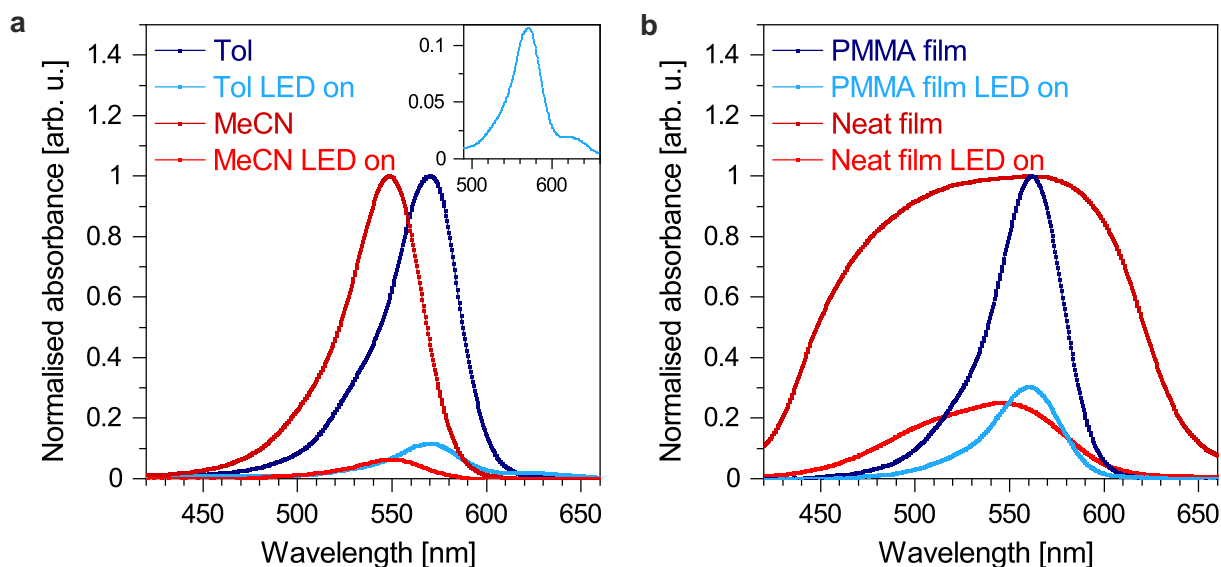 a
Tol
Tol LED on
MeCN
MeCN LED on
0.1
0.05
0
500 600
1.4
1.2
1
0.8
0.6
0.4
0.2
0
450 500 550 600 650
Wavelength [nm]
Normalised absorbance [arb. u.]
b
PMMA film
PMMA film LED on
Neat film
Neat film LED on
1.4
1.2
1
0.8
0.6
0.4
0.2
0
450 500 550 600 650
Wavelength [nm]
Normalised absorbance [arb. u.]